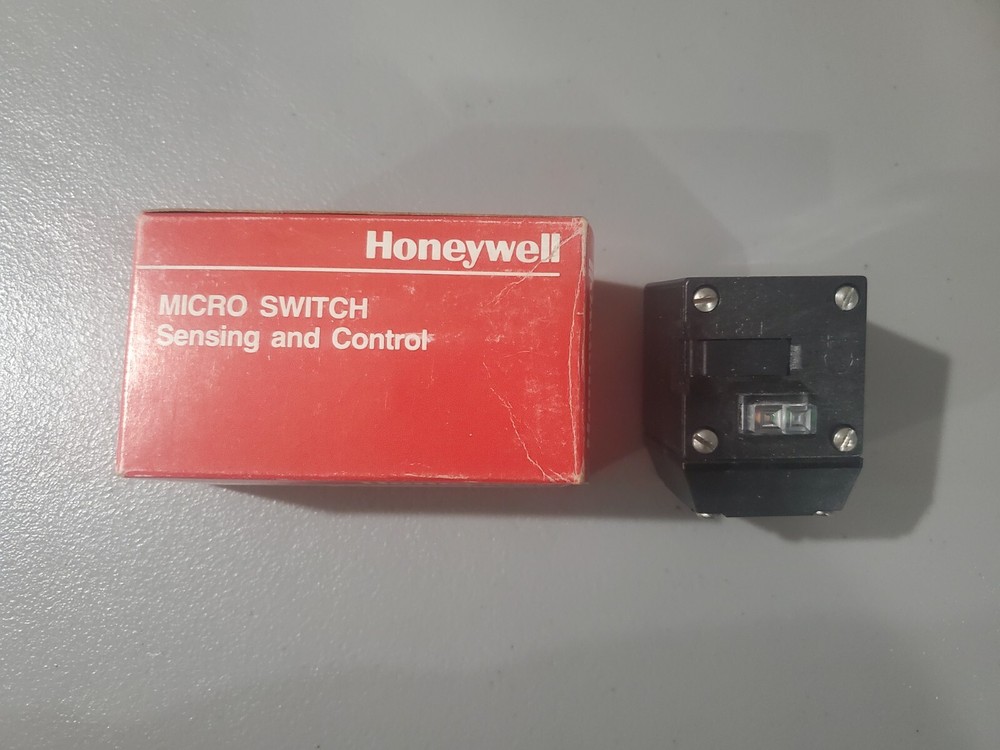 Honeywell
MICRO SWITCH
Sensing and Control